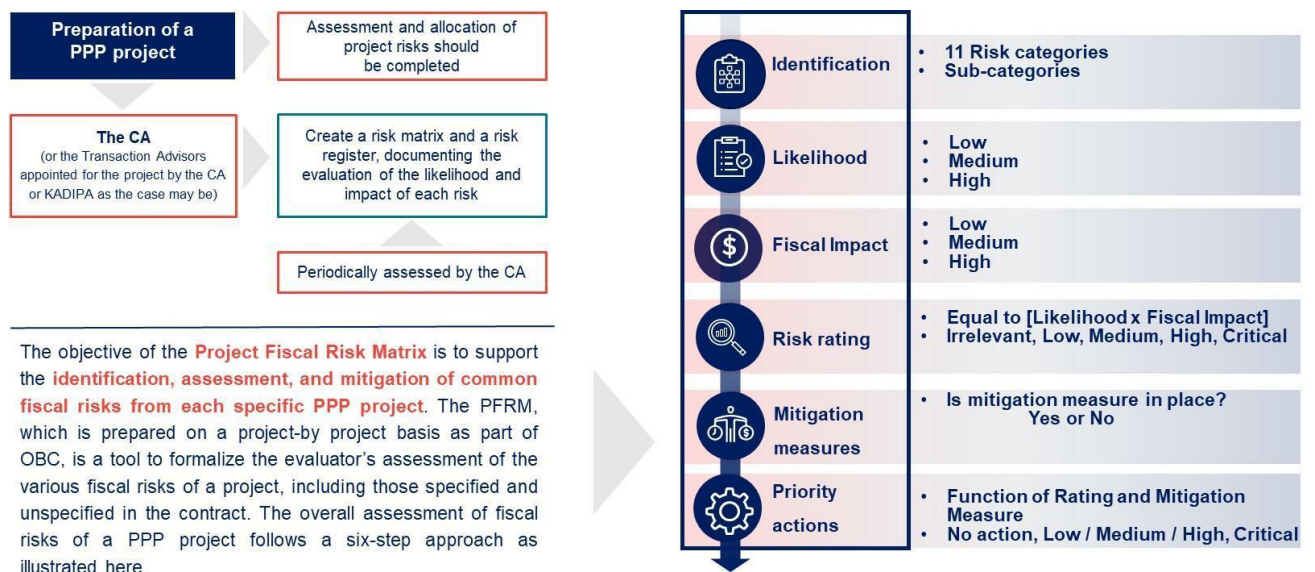 Preparation of a
PPP project
Assessment and allocation of
project risks should
be completed
The CA
(or the Transaction Advisors
appointed for the project by the CA
or KADIPA as the case may be)
Create a risk matrix and a risk
register, documenting the
evaluation of the likelihood and
impact of each risk
Periodically assessed by the CA
The objective of the Project Fiscal Risk Matrix is to support
the identification, assessment, and mitigation of common
fiscal risks from each specific PPP project. The PFRM,
which is prepared on a project-by project basis as part of
OBC, is a tool to formalize the evaluator's assessment of the
various fiscal risks of a project, including those specified and
unspecified in the contract. The overall assessment of fiscal
risks of a PPP project follows a six-step approach as
illustrated here
Identification
• 11 Risk categories
• Sub-categories
Likelihood
• Low
• Medium
• High
$
Fiscal Impact
• Low
• Medium
• High
Risk rating
• Equal to [Likelihood x Fiscal Impact]
• Irrelevant, Low, Medium, High, Critical
Mitigation
measures
• Is mitigation measure in place?
Yes or No
Priority
actions
• Function of Rating and Mitigation
Measure
• No action, Low / Medium / High, Critical